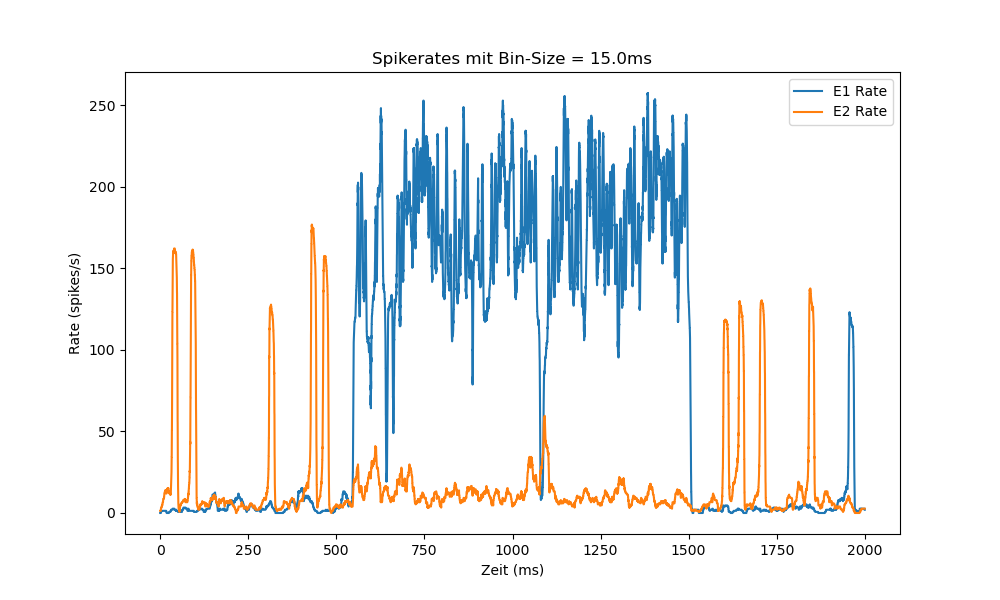 Spikerates mit Bin-Size = 15.0ms
E1 Rate
E2 Rate
250
200
150
100
50
0
Rate (spikes/s)
0 250 500 750 1000 1250 1500 1750 2000
Zeit (ms)